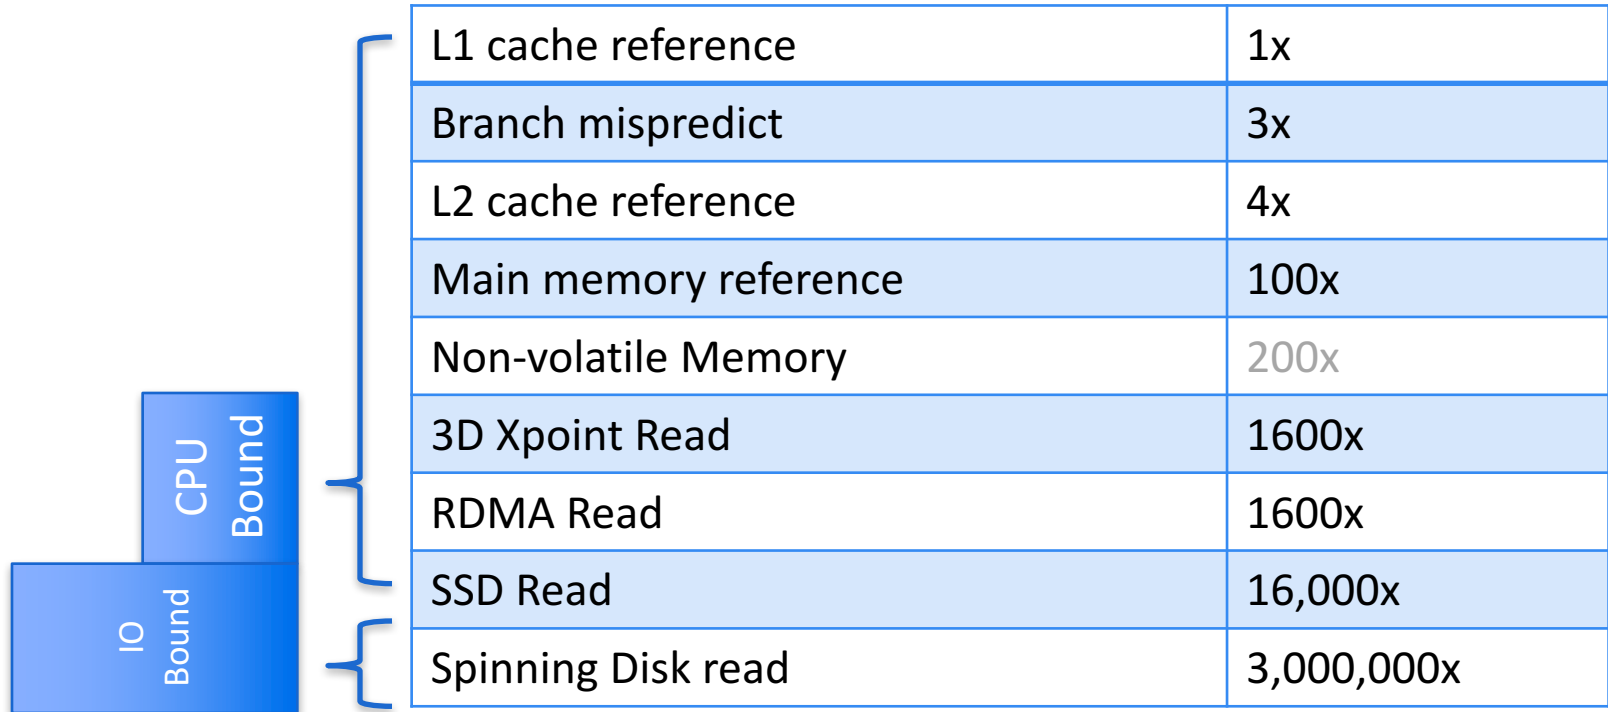 L1 cache reference 1x
Branch mispredict 3x
L2 cache reference 4x
Main memory reference 100x
Non-volatile Memory 200x
3D Xpoint Read 1600x
RDMA Read 1600x
SSD Read 16,000x
Spinning Disk read 3,000,000x
CPU
Bound
IO
Bound